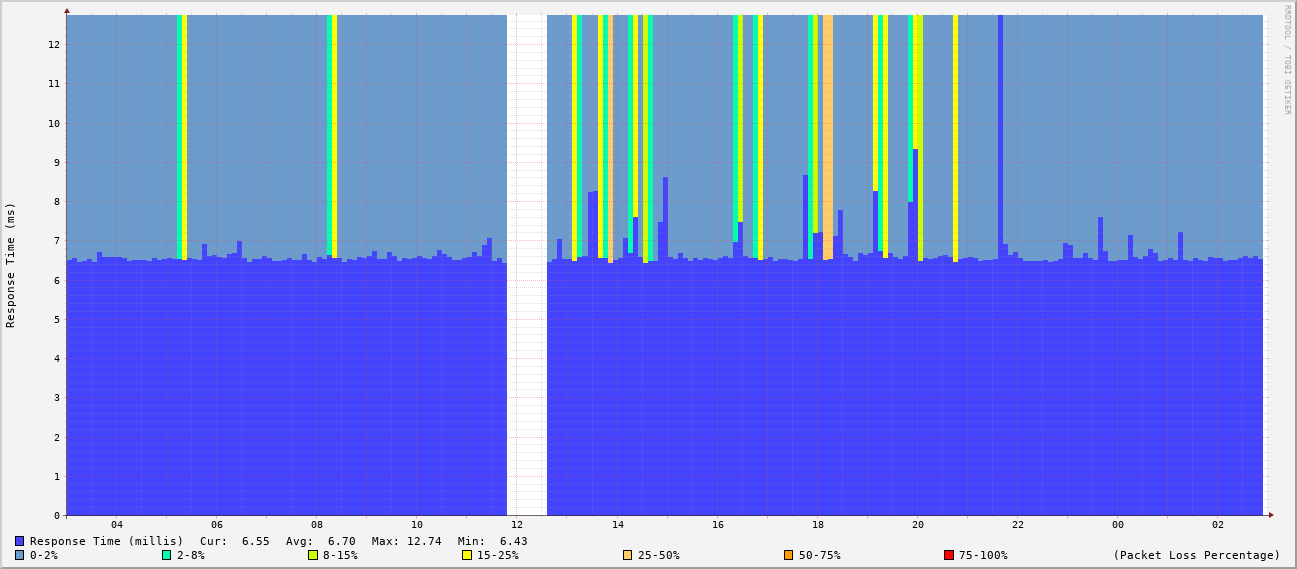 RRDTOOL / TOBI OETIKER
Response Time (ms)
12
11
10
9
8
7
6
5
4
3
2
1
0
04 06 08 10 12 14 16 18 20 22 00 02
Response Time (millis) Cur: 6.55 Avg: 6.70 Max: 12.74 Min: 6.43
0-2% 2-8% 8-15% 15-25% 25-50% 50-75% 75-100% (Packet Loss Percentage)